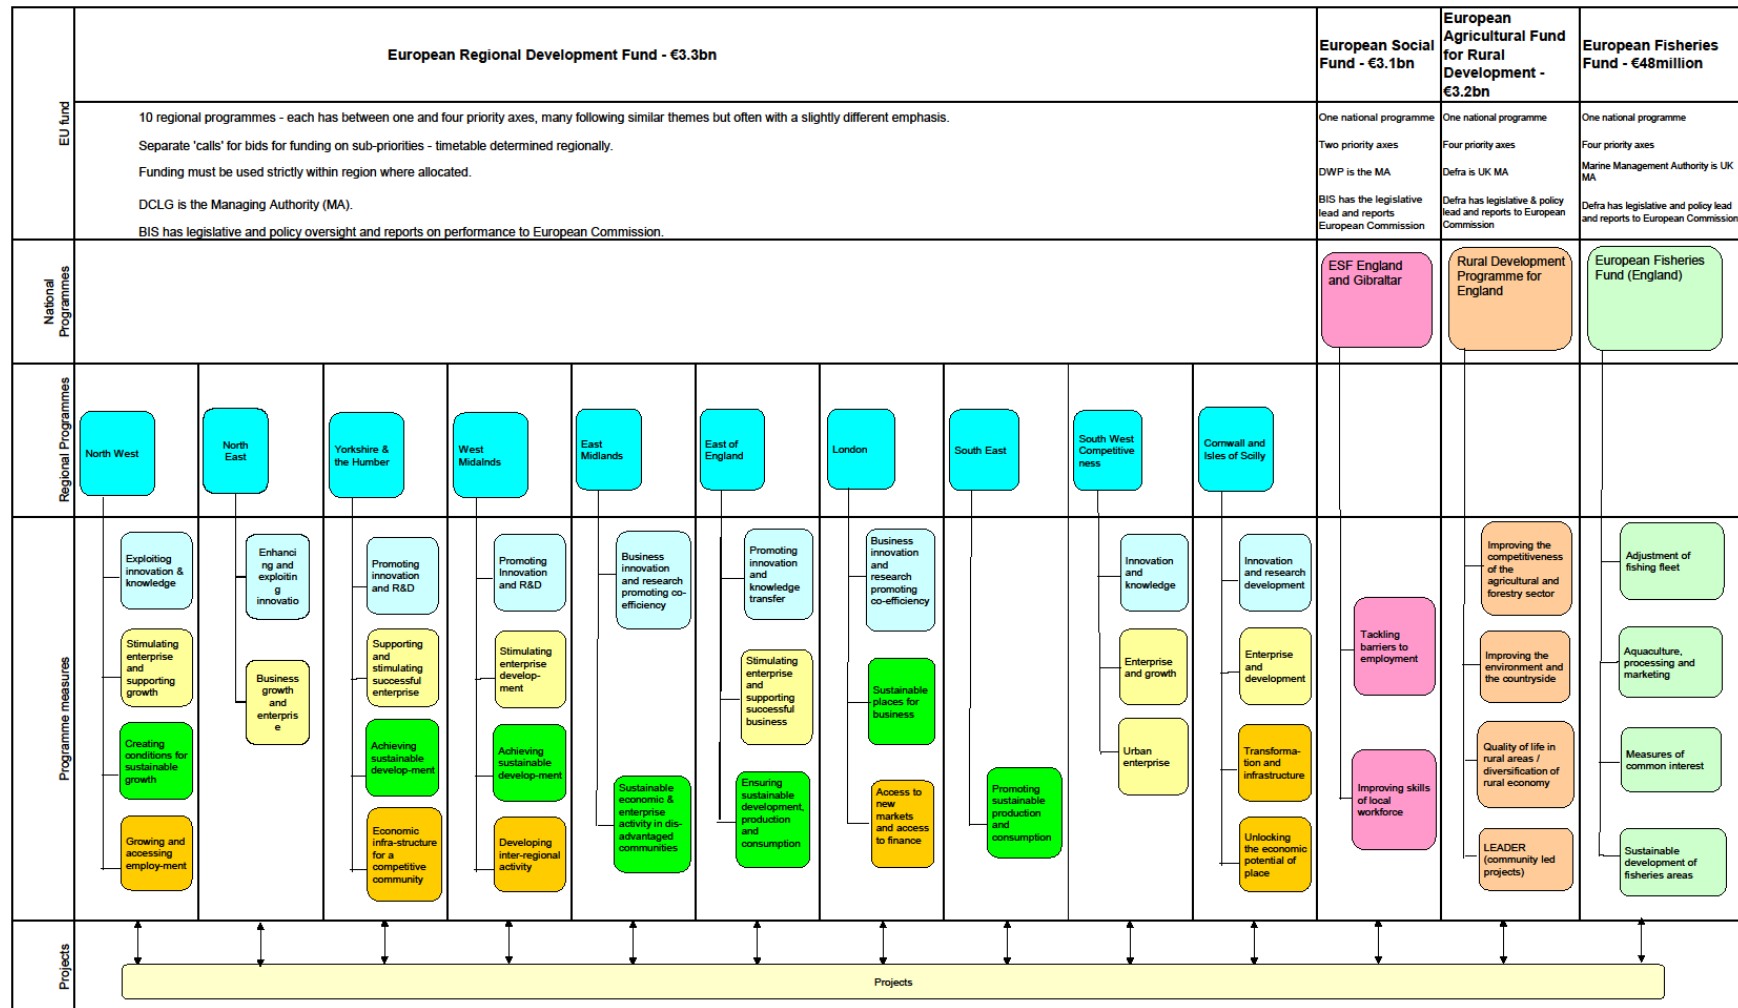 EU fund
European Regional Development Fund - €3.3bn
European Social
Fund - €3.1bn
European
Agricultural Fund
for Rural
Development -
€3.2bn
European Fisheries
Fund - €48million
10 regional programmes - each has between one and four priority axes, many following similar themes but often with a slightly different emphasis.
Separate 'calls' for bids for funding on sub-priorities - timetable determined regionally.
Funding must be used strictly within region where allocated.
DCLG is the Managing Authority (MA).
BIS has legislative and policy oversight and reports on performance to European Commission.
One national programme
Two priority axes
DWP is the MA
BIS has the legislative
lead and reports
European Commission
One national programme
Four priority axes
Defra is UK MA
Defra has legislative & policy
lead and reports to European
Commission
One national programme
Four priority axes
Marine Management Authority is UK
MA
Defra has legislative and policy lead
and reports to European Commission
National
Programmes
ESF England
and Gibraltar
Rural Development
Programme for
England
European Fisheries
Fund (England)
Regional Programmes
North West
North
East
Yorkshire &
the Humber
West
Midalnds
East
Midlands
East of
England
London
South East
South West
Competitive
ness
Cornwall and
Isles of Scilly
Programme measures
Exploitiog
innovation &
knowledge
Stimulating
enterprise
and
supporting
growth
Creating
conditions for
sustainable
growth
Growing and
accessing
employ-ment
Enhanci
ng and
exploitin
g
innovatio
Business
growth
and
enterpris
e
Promoting
innovation
and R&D
Supporting
and
stimulating
successful
enterprise
Achieving
sustainable
develop-ment
Economic
infra-structure
for a
competitive
community
Promoting
Innovation
and R&D
Stimulating
enterprise
develop-
ment
Achieving
sustainable
develop-ment
Developing
inter-regional
activity
Business
innovation
and research
promoting co-
efficiency
Sustainable
economic &
enterprise
activity in dis-
advantaged
communities
Promoting
innovation
and
knowledge
transfer
Stimulating
enterprise
and
supporting
successful
business
Ensuring
sustainable
development,
production
and
consumption
Business
innovation
and
research
promoting
co-efficiency
Sustainable
places for
business
Access to
new
markets
and access
to finance
Promoting
sustainable
production
and
consumption
Innovation
and
knowledge
Enterprise
and growth
Urban
enterprise
Innovation
and research
development
Enterprise
and
development
Transforma-
tion and
infrastructure
Unlocking
the economic
potential of
place
Tackling
barriers to
employment
Improving skills
of local
workforce
Improving the
competitiveness
of the
agricultural and
forestry sector
Improving the
environment and
the countryside
Quality of life in
rural areas /
diversification of
rural economy
LEADER
(community led
projects)
Adjustment of
fishing fleet
Aquaculture,
processing and
marketing
Measures of
common interest
Sustainable
development of
fisheries areas
Projects
Projects